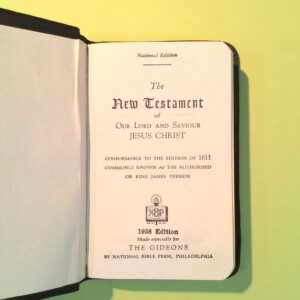 National Edition
The
New Testament
of
Our Lord and Saviour
JESUS CHRIST
CONFORMABLE TO THE EDITION OF 1611
COMMONLY KNOWN AS THE AUTHORISED
OR KING JAMES VERSION
NBP
1958 Edition
Made especially for
THE GIDEONS
BY NATIONAL BIBLE PRESS, PHILADELPHIA